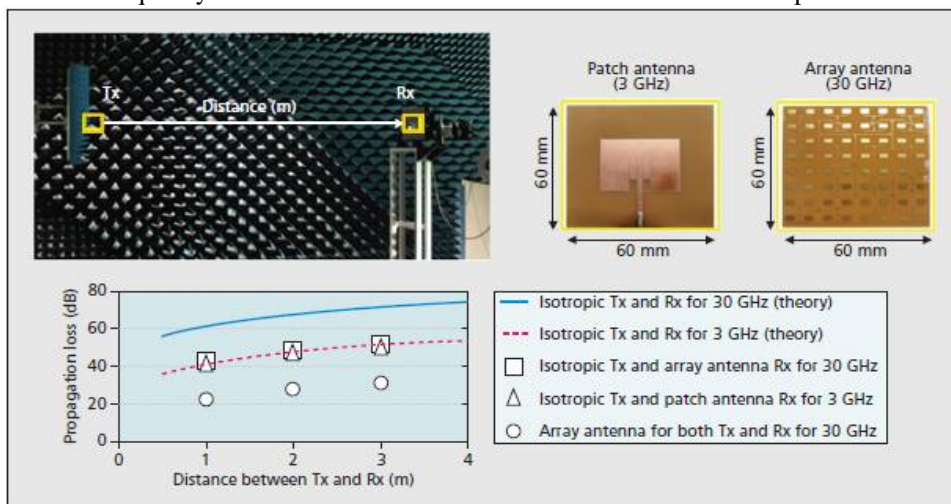 Tx
Rx
Distance (m)
Patch antenna
(3 GHz)
60 mm
60 mm
Array antenna
(30 GHz)
60 mm
60 mm
Propagation loss (dB)
80
60
40
20
0
0
1
2
3
4
Distance between Tx and Rx (m)
Isotropic Tx and Rx for 30 GHz (theory)
Isotropic Tx and Rx for 3 GHz (theory)
Isotropic Tx and array antenna Rx for 30 GHz
Isotropic Tx and patch antenna Rx for 3 GHz
Array antenna for both Tx and Rx for 30 GHz